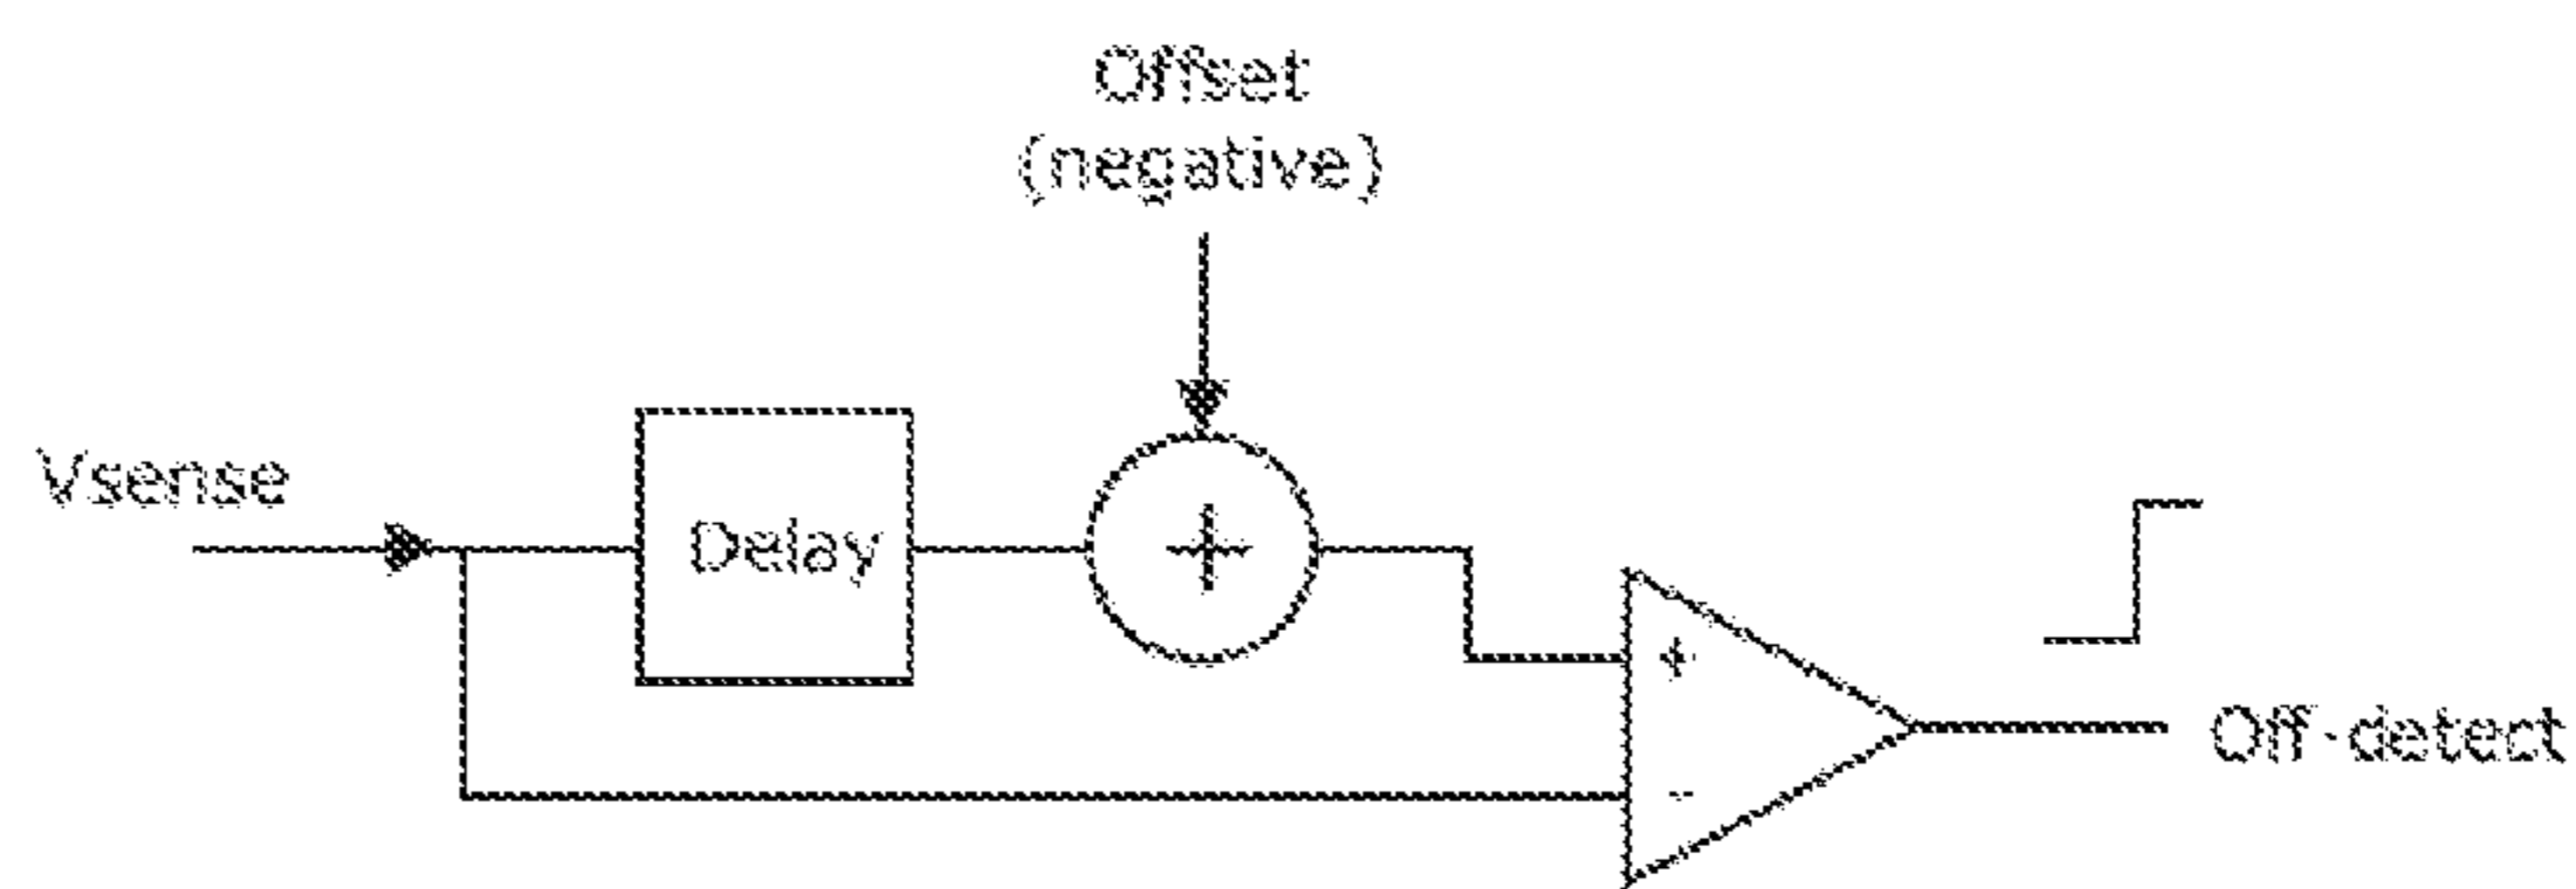 Offset
(negative)
Vsense
Delay
+
+
-
Off-detect